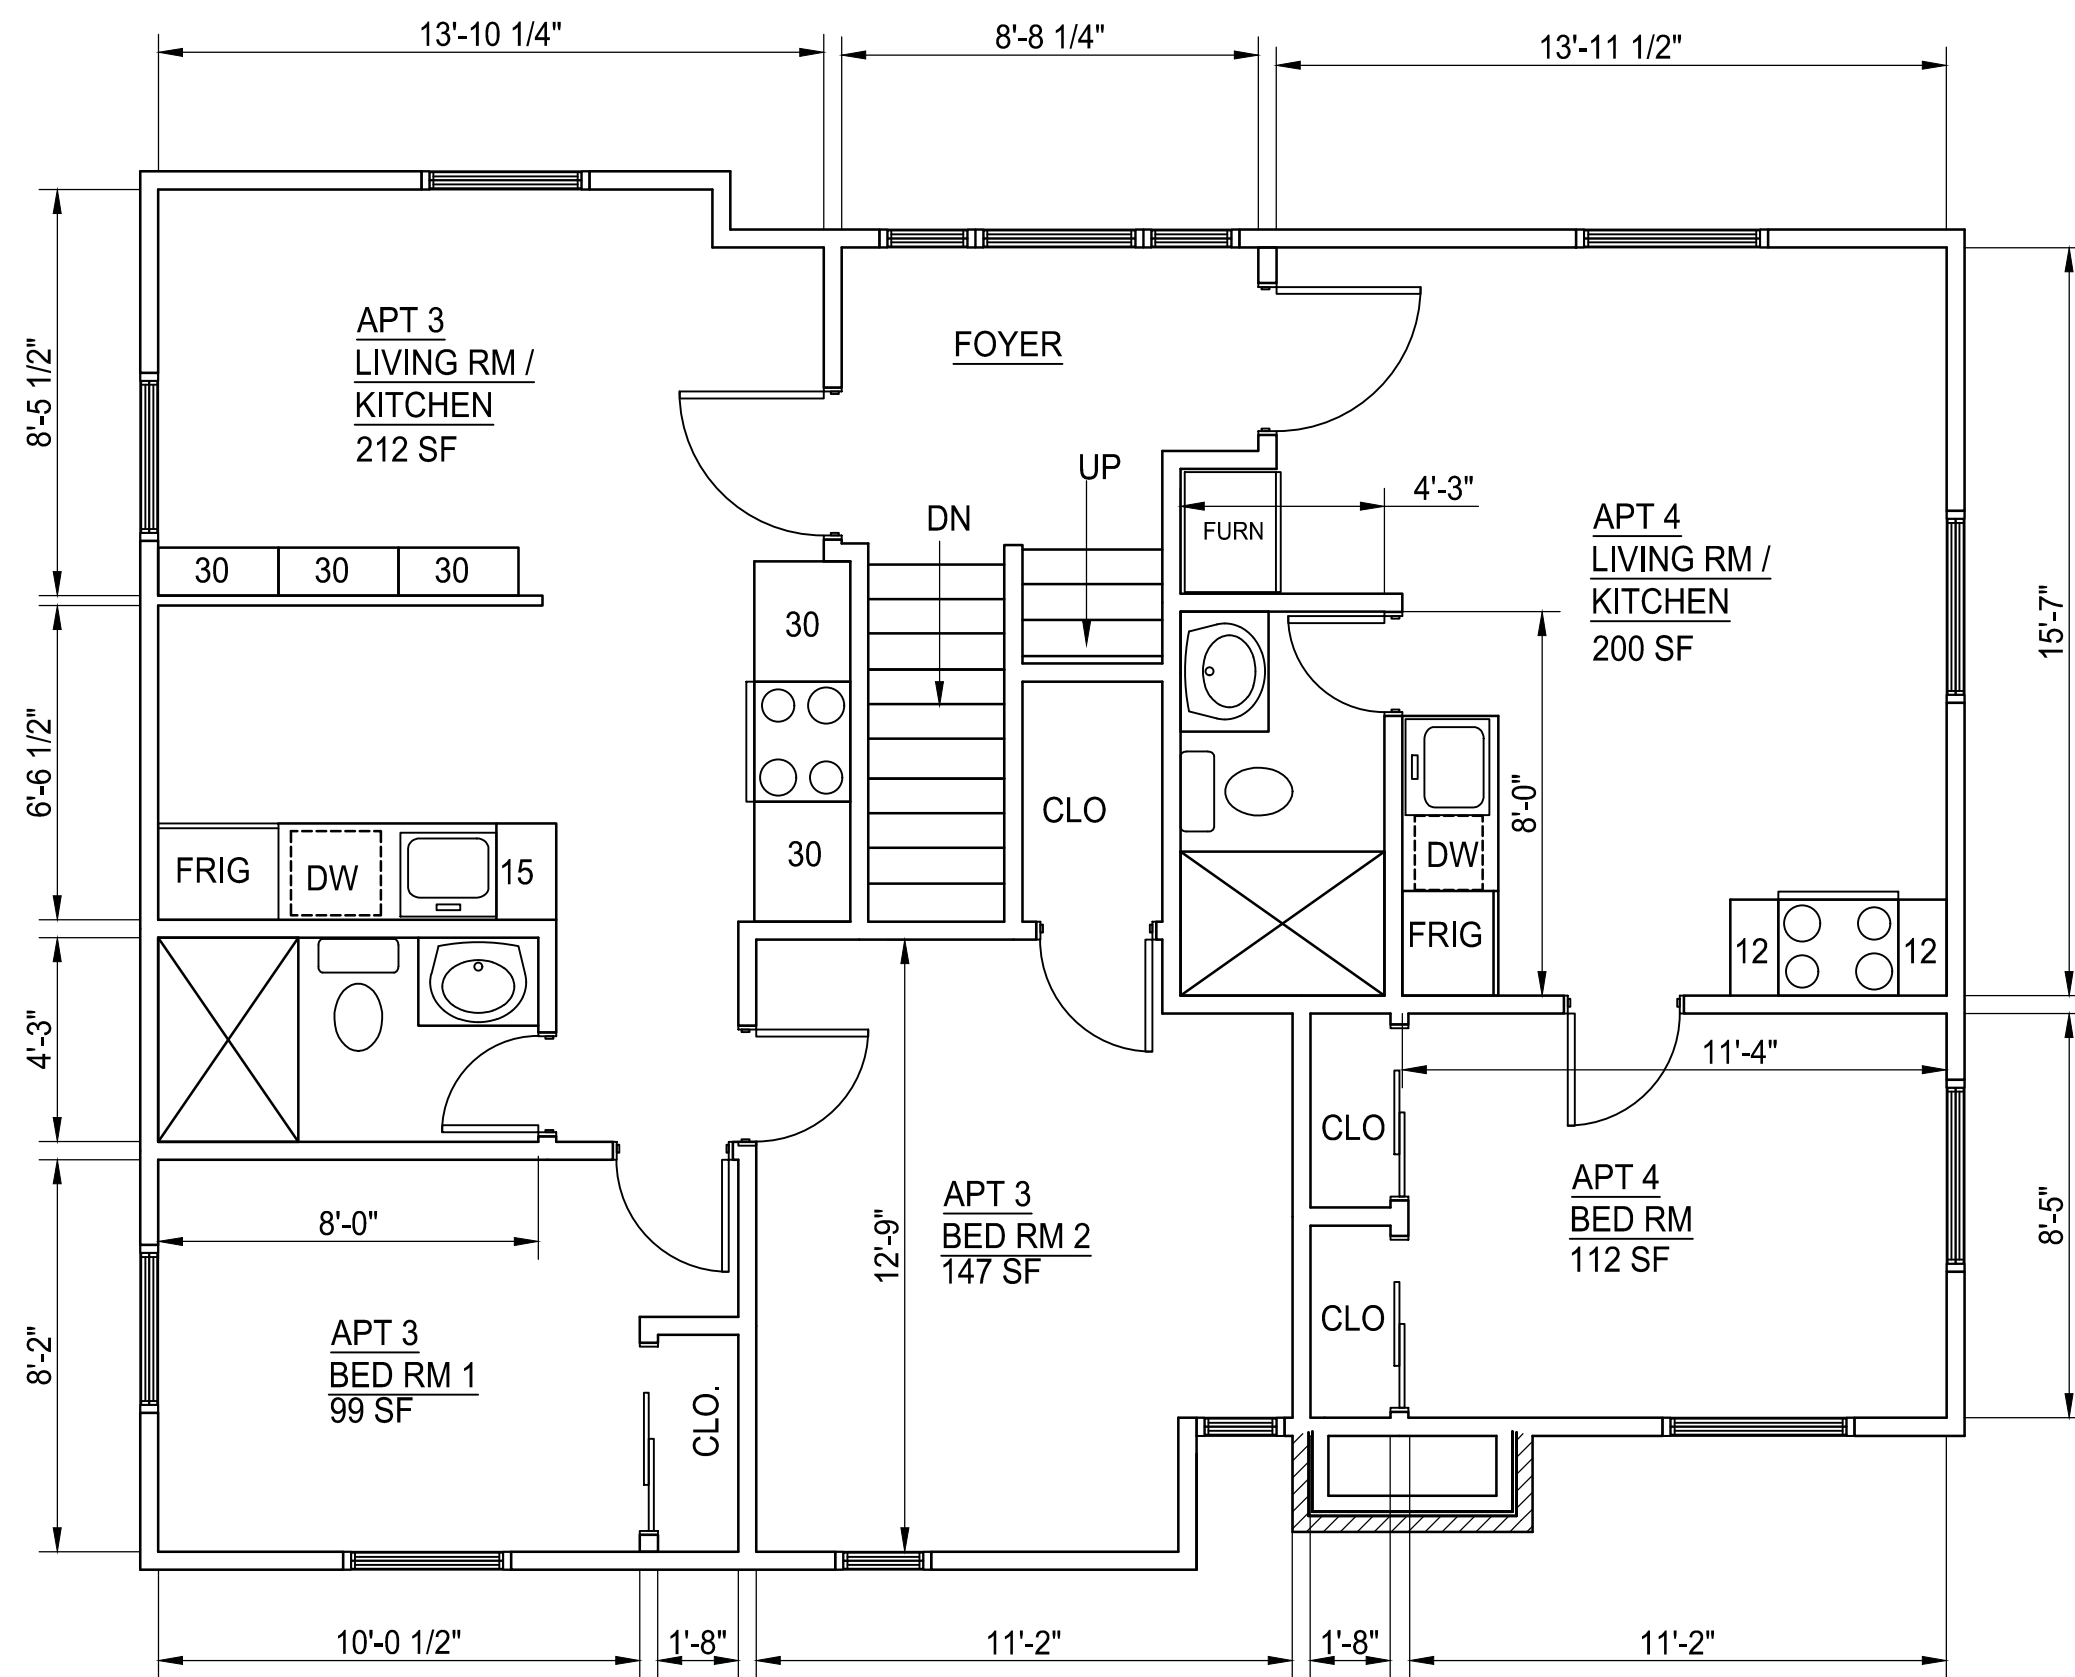 13'-10 1/4"
8'-8 1/4"
13'-11 1/2"
8'-5 1/2"
6'-6 1/2"
4'-3"
8'-2"
APT 3
LIVING RM /
KITCHEN
212 SF
30
30
30
FRIG
DW
15
30
30
FOYER
DN
UP
CLO
FURN
4'-3"
APT 4
LIVING RM /
KITCHEN
200 SF
15'-7"
8'-0"
DW
FRIG
12
12
11'-4"
8'-0"
APT 3
BED RM 1
99 SF
CLO.
12'-9"
APT 3
BED RM 2
147 SF
CLO
CLO
APT 4
BED RM
112 SF
8'-5"
10'-0 1/2"
1'-8"
11'-2"
1'-8"
11'-2"